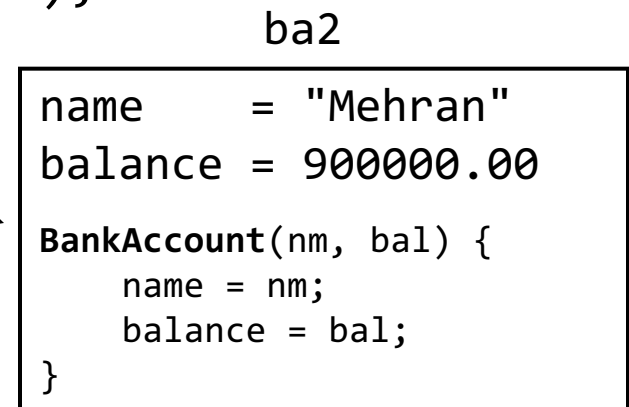 );
ba2
name    = "Mehran"
balance = 900000.00
BankAccount(nm, bal) {
    name = nm;
    balance = bal;
}